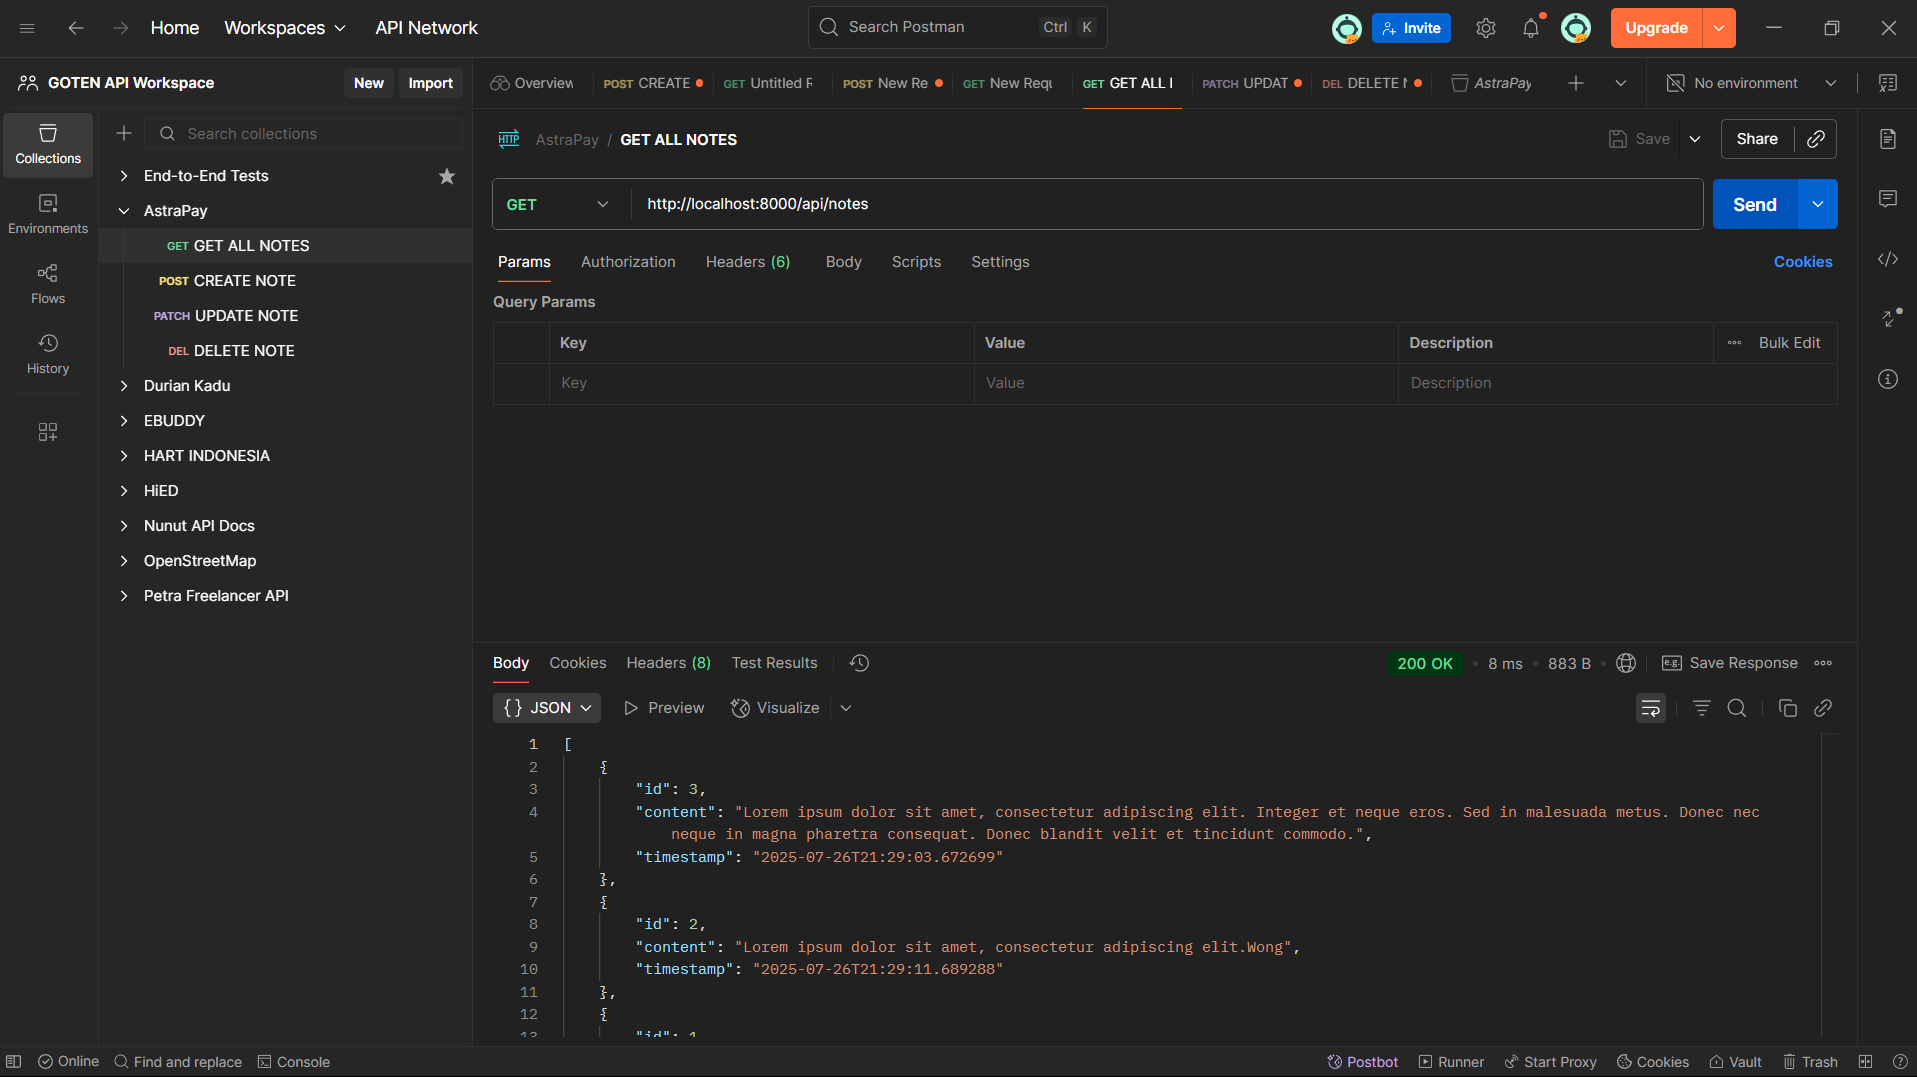 Home Workspaces API Network
Search Postman Ctrl K
Invite
Upgrade
GOTEN API Workspace New Import
Overview
POST CREATE
GET Untitled R
POST New Re
GET New Requ
GET GET ALL I
PATCH UPDAT
DEL DELETE N
AstraPay
No environment
Collections
Environments
Flows
History
Search collections
End-to-End Tests
AstraPay
GET GET ALL NOTES
POST CREATE NOTE
PATCH UPDATE NOTE
DEL DELETE NOTE
Durian Kadu
EBUDDY
HART INDONESIA
HiED
Nunut API Docs
OpenStreetMap
Petra Freelancer API
HTTP AstraPay / GET ALL NOTES
Save Share
GET http://localhost:8000/api/notes
Send
Params Authorization Headers (6) Body Scripts Settings Cookies
Query Params
Key Value Description Bulk Edit
Key Value Description
Body Cookies Headers (8) Test Results
200 OK • 8 ms • 883 B • e.g. Save Response
{} JSON Preview Visualize
1 [
2 {
3 "id": 3,
4 "content": "Lorem ipsum dolor sit amet, consectetur adipiscing elit. Integer et neque eros. Sed in malesuada metus. Donec nec
neque in magna pharetra consequat. Donec blandit velit et tincidunt commodo.",
5 "timestamp": "2025-07-26T21:29:03.672699"
6 },
7 {
8 "id": 2,
9 "content": "Lorem ipsum dolor sit amet, consectetur adipiscing elit.Wong",
10 "timestamp": "2025-07-26T21:29:11.689288"
11 },
12 {
13 "id": 1
Online Find and replace Console
Postbot Runner Start Proxy Cookies Vault Trash